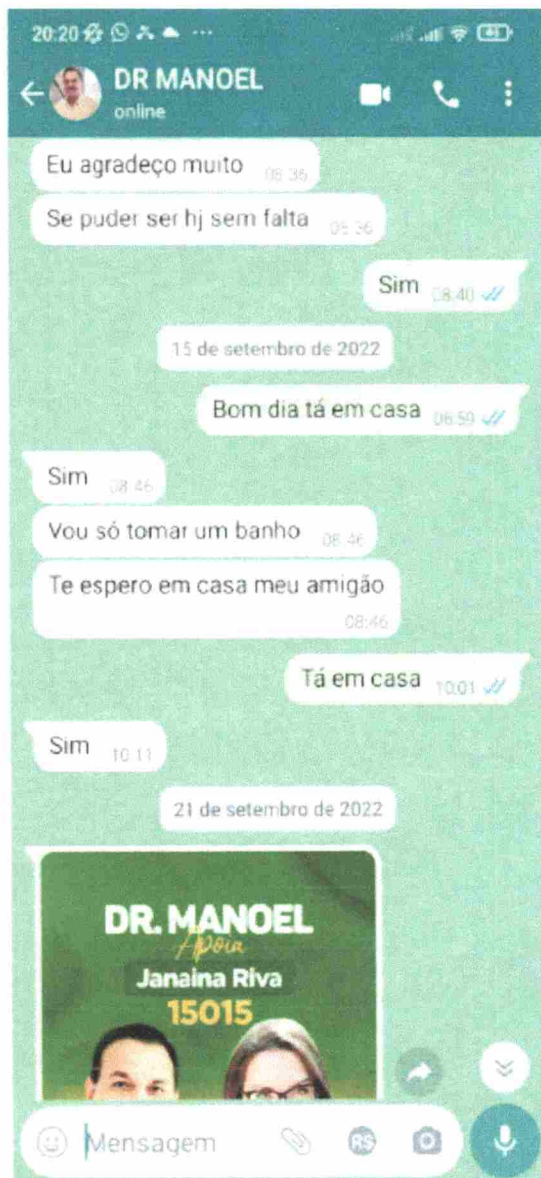 20:20
DR MANOEL
online
Eu agradeço muito 08:36
Se puder ser hj sem falta 08:36
Sim 08:40
15 de setembro de 2022
Bom dia tá em casa 08:59
Sim 08:46
Vou só tomar um banho 08:46
Te espero em casa meu amigão
08:46
Tá em casa 10:01
Sim 10:11
21 de setembro de 2022
DR. MANOEL
Apoia
Janaina Riva
15015
Mensagem
R$